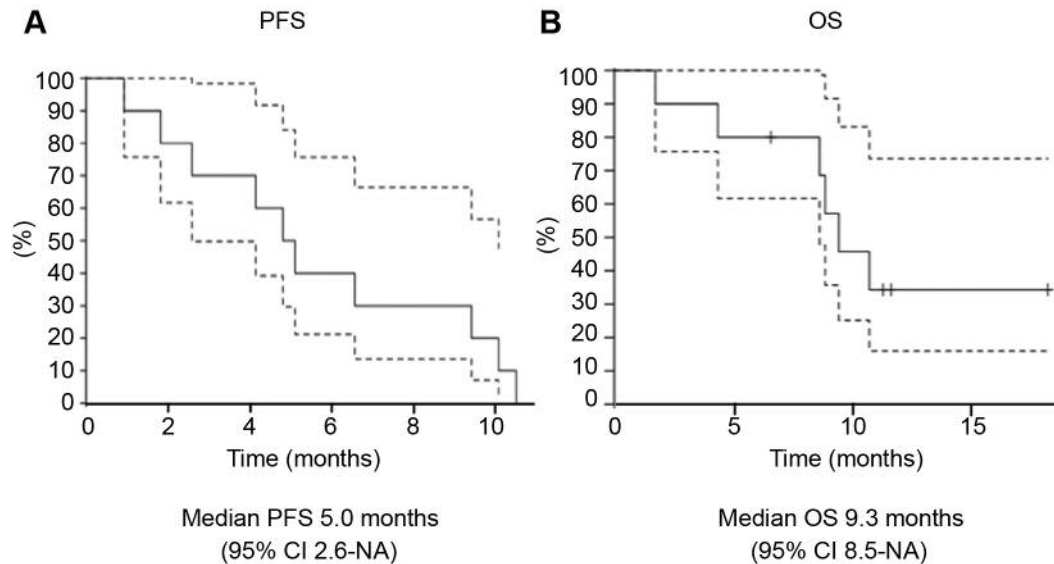 A
PFS
(%)
100
90
80
70
60
50
40
30
20
10
0
0 2 4 6 8 10
Time (months)
Median PFS 5.0 months
(95% CI 2.6-NA)
B
OS
(%)
100
90
80
70
60
50
40
30
20
10
0
0 5 10 15
Time (months)
Median OS 9.3 months
(95% CI 8.5-NA)